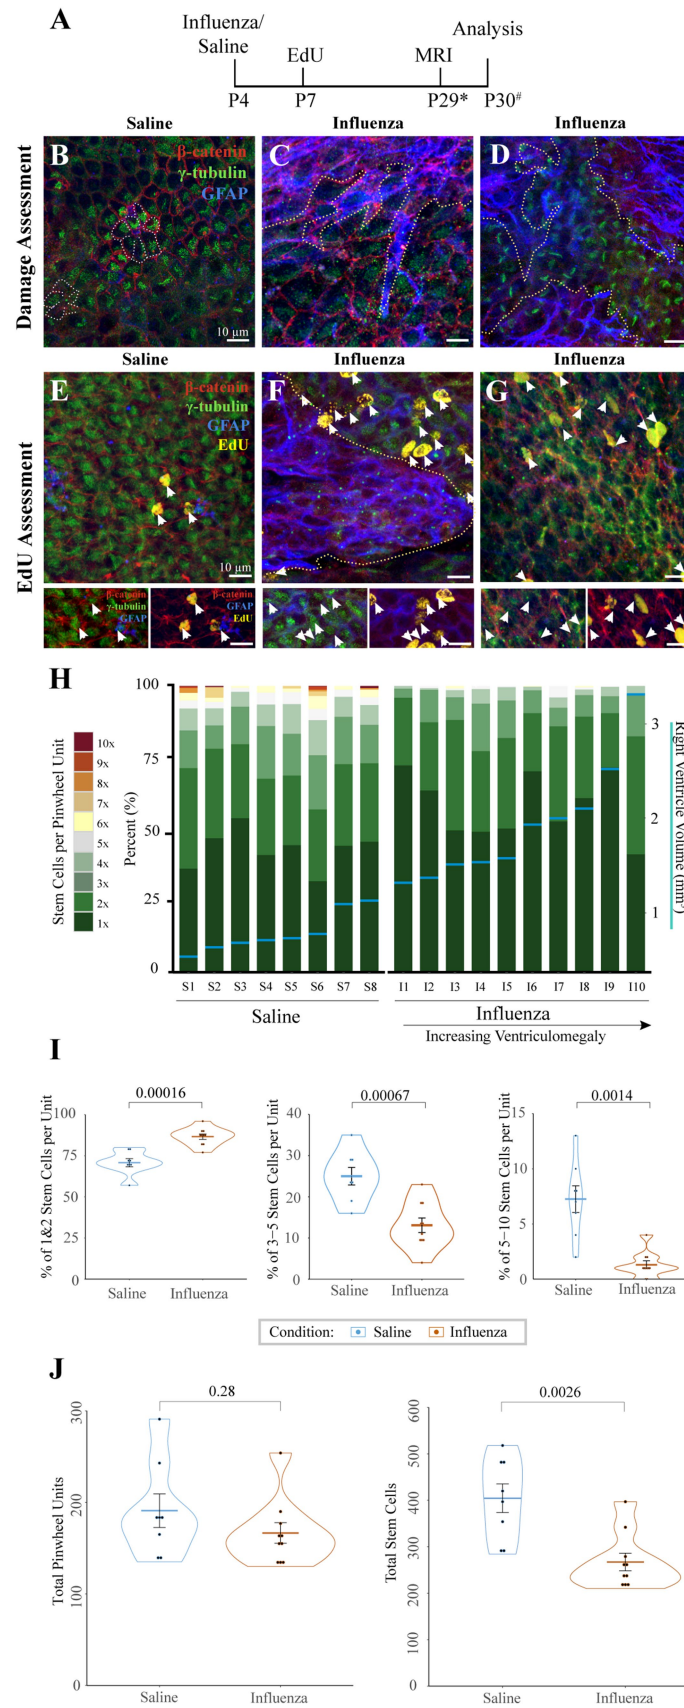 A
Influenza/
Saline
EdU
MRI
Analysis
P4
P7
P29*
P30#
Damage Assessment
Saline
Influenza
Influenza
B
β-catenin
γ-tubulin
GFAP
10 µm
C
D
EdU Assessment
Saline
Influenza
Influenza
E
β-catenin
γ-tubulin
GFAP
EdU
10 µm
F
G
β-catenin
γ-tubulin
GFAP
β-catenin
GFAP
EdU
H
Stem Cells per Pinwheel Unit
10x
9x
8x
7x
6x
5x
4x
3x
2x
1x
Percent (%)
100
75
50
25
0
3
2
1
Right Ventricle Volume (mm³)
S1 S2 S3 S4 S5 S6 S7 S8 I1 I2 I3 I4 I5 I6 I7 I8 I9 I10
Saline
Influenza
Increasing Ventriculomegaly
I
% of 1&2 Stem Cells per Unit
100
75
50
25
0
0.00016
Saline Influenza
% of 3−5 Stem Cells per Unit
40
30
20
10
0
0.00067
Saline Influenza
% of 5−10 Stem Cells per Unit
15
10
5
0
0.0014
Saline Influenza
Condition: Saline Influenza
J
Total Pinwheel Units
300
200
100
0
0.28
Saline Influenza
Total Stem Cells
600
500
400
300
200
100
0
0.0026
Saline Influenza